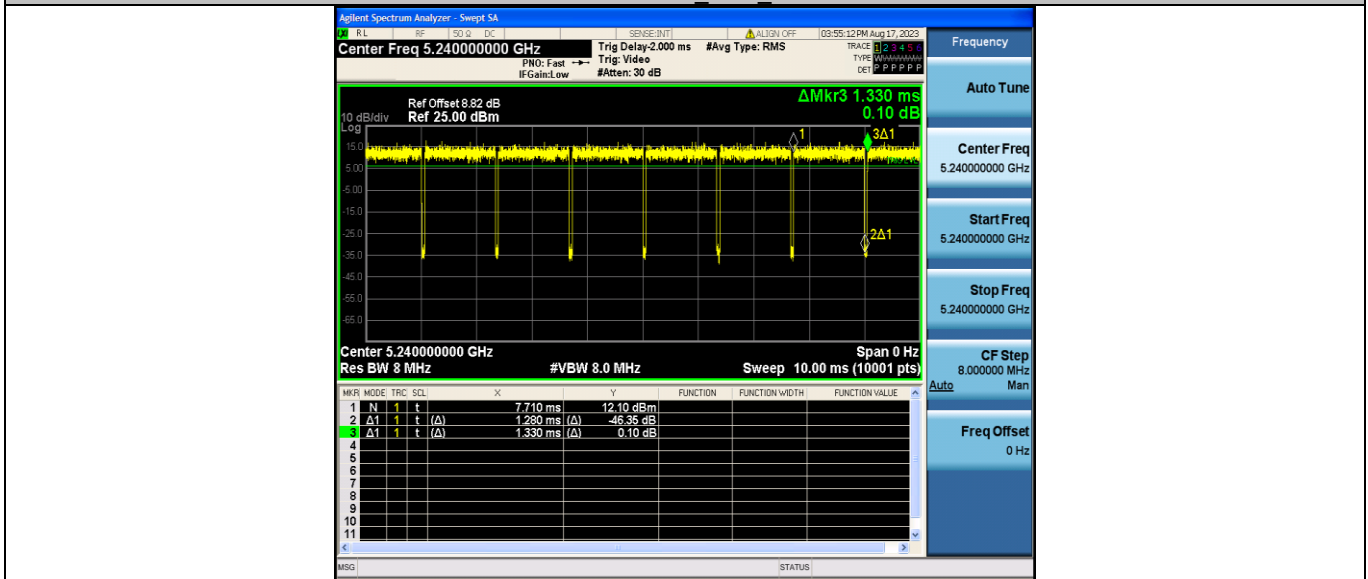 Agilent Spectrum Analyzer - Swept SA
LXI RL RF 50 Ω DC SENSE:INT ALIGN OFF 03:55:12 PM Aug 17, 2023
Center Freq 5.240000000 GHz
PNO: Fast
IFGain:Low
Trig Delay-2.000 ms #Avg Type: RMS
Trig: Video
#Atten: 30 dB
TRACE 1 2 3 4 5 6
TYPE WWWWWW
DET P P P P P P
Frequency
Auto Tune
Center Freq
5.240000000 GHz
Start Freq
5.240000000 GHz
Stop Freq
5.240000000 GHz
CF Step
8.000000 MHz
Auto Man
Freq Offset
0 Hz
ΔMkr3 1.330 ms
0.10 dB
Ref Offset 8.82 dB
10 dB/div Ref 25.00 dBm
Log
15.0
5.00
-5.00
-15.0
-25.0
-35.0
-45.0
-55.0
-65.0
1
3Δ1
2Δ1
Center 5.240000000 GHz Span 0 Hz
Res BW 8 MHz #VBW 8.0 MHz Sweep 10.00 ms (10001 pts)
MKR MODE TRC SCL X Y FUNCTION FUNCTION WIDTH FUNCTION VALUE
1 N 1 t 7.710 ms 12.10 dBm
2 Δ1 1 t (Δ) 1.280 ms (Δ) -46.35 dB
3 Δ1 1 t (Δ) 1.330 ms (Δ) 0.10 dB
4
5
6
7
8
9
10
11
MSG STATUS